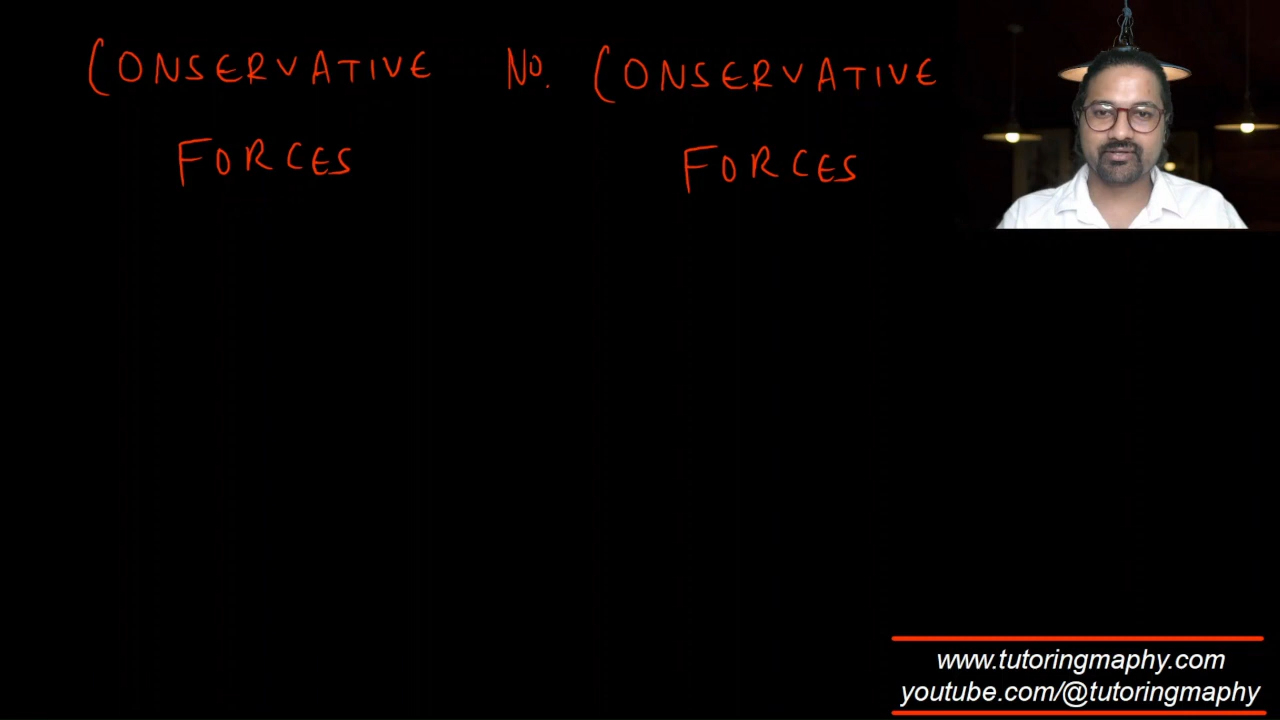 CONSERVATIVE
FORCES
No. CONSERVATIVE
FORCES
www.tutoringmaphy.com
youtube.com/@tutoringmaphy